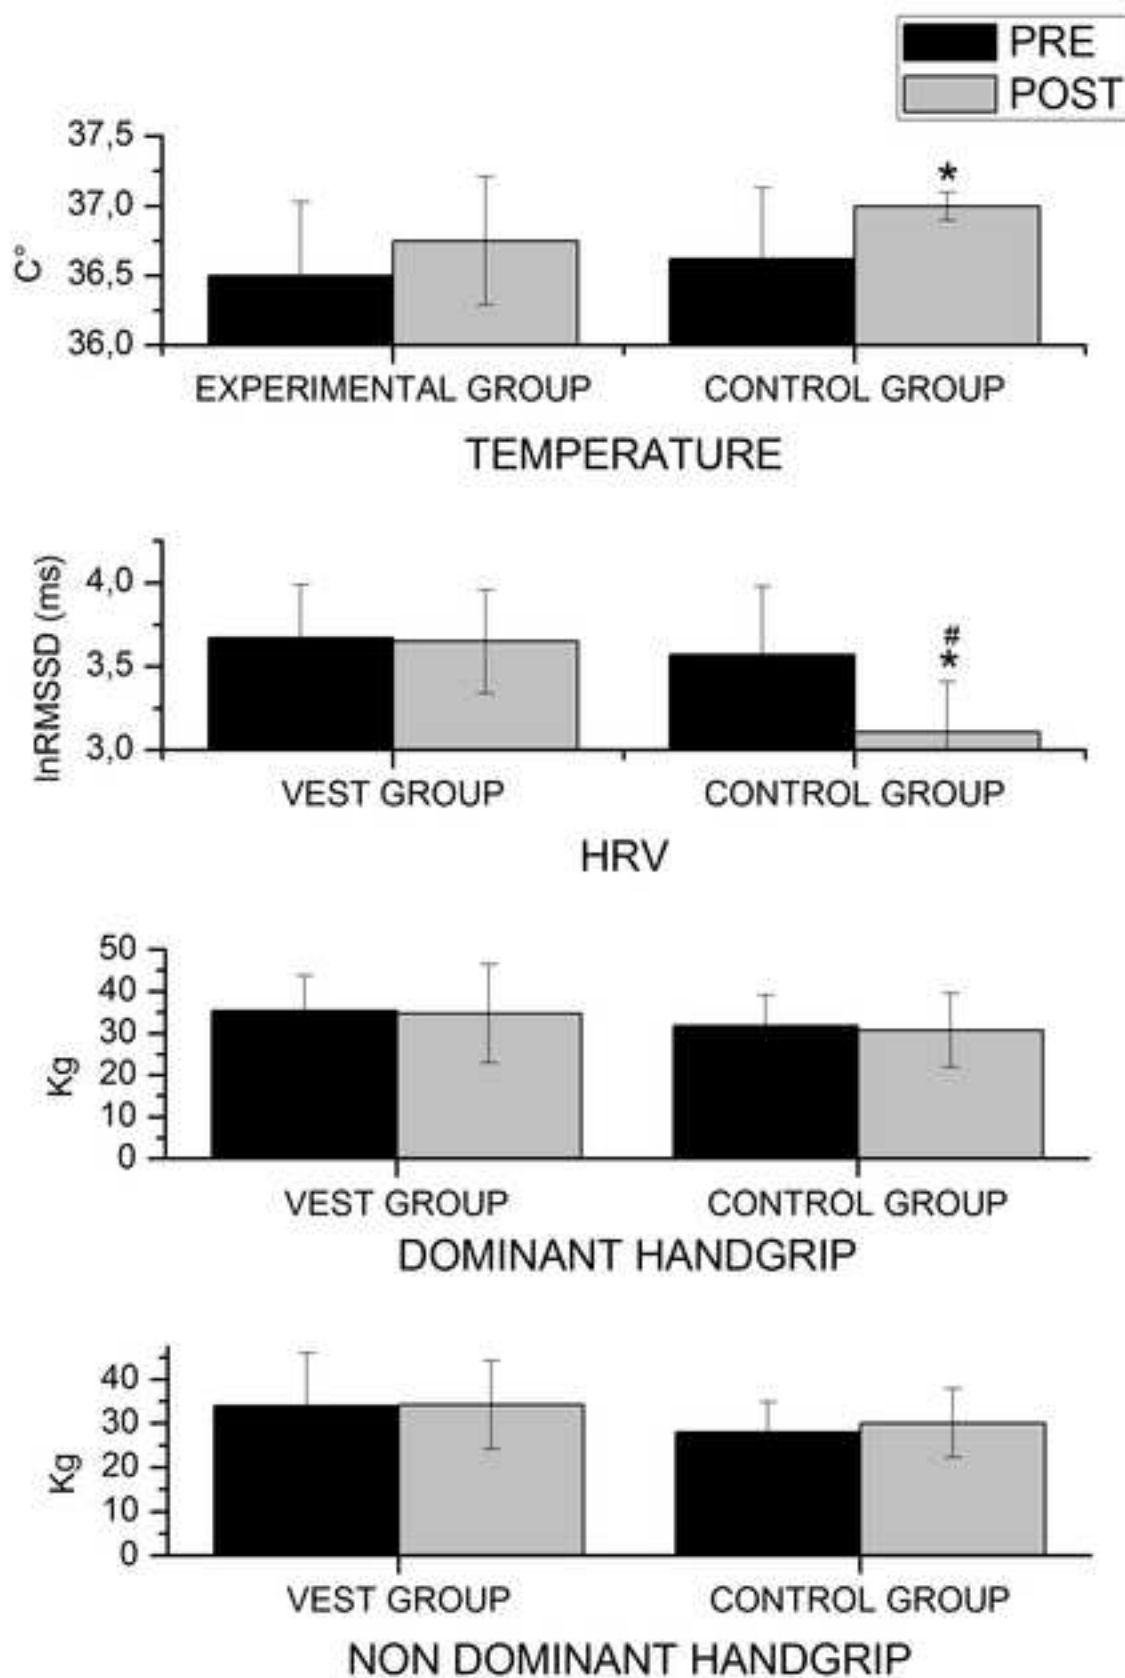 PRE
POST
37,5
37,0
36,5
36,0
C°
*
EXPERIMENTAL GROUP CONTROL GROUP
TEMPERATURE
4,0
3,5
3,0
lnRMSSD (ms)
#
*
VEST GROUP CONTROL GROUP
HRV
50
40
30
20
10
0
Kg
VEST GROUP CONTROL GROUP
DOMINANT HANDGRIP
40
30
20
10
0
Kg
VEST GROUP CONTROL GROUP
NON DOMINANT HANDGRIP